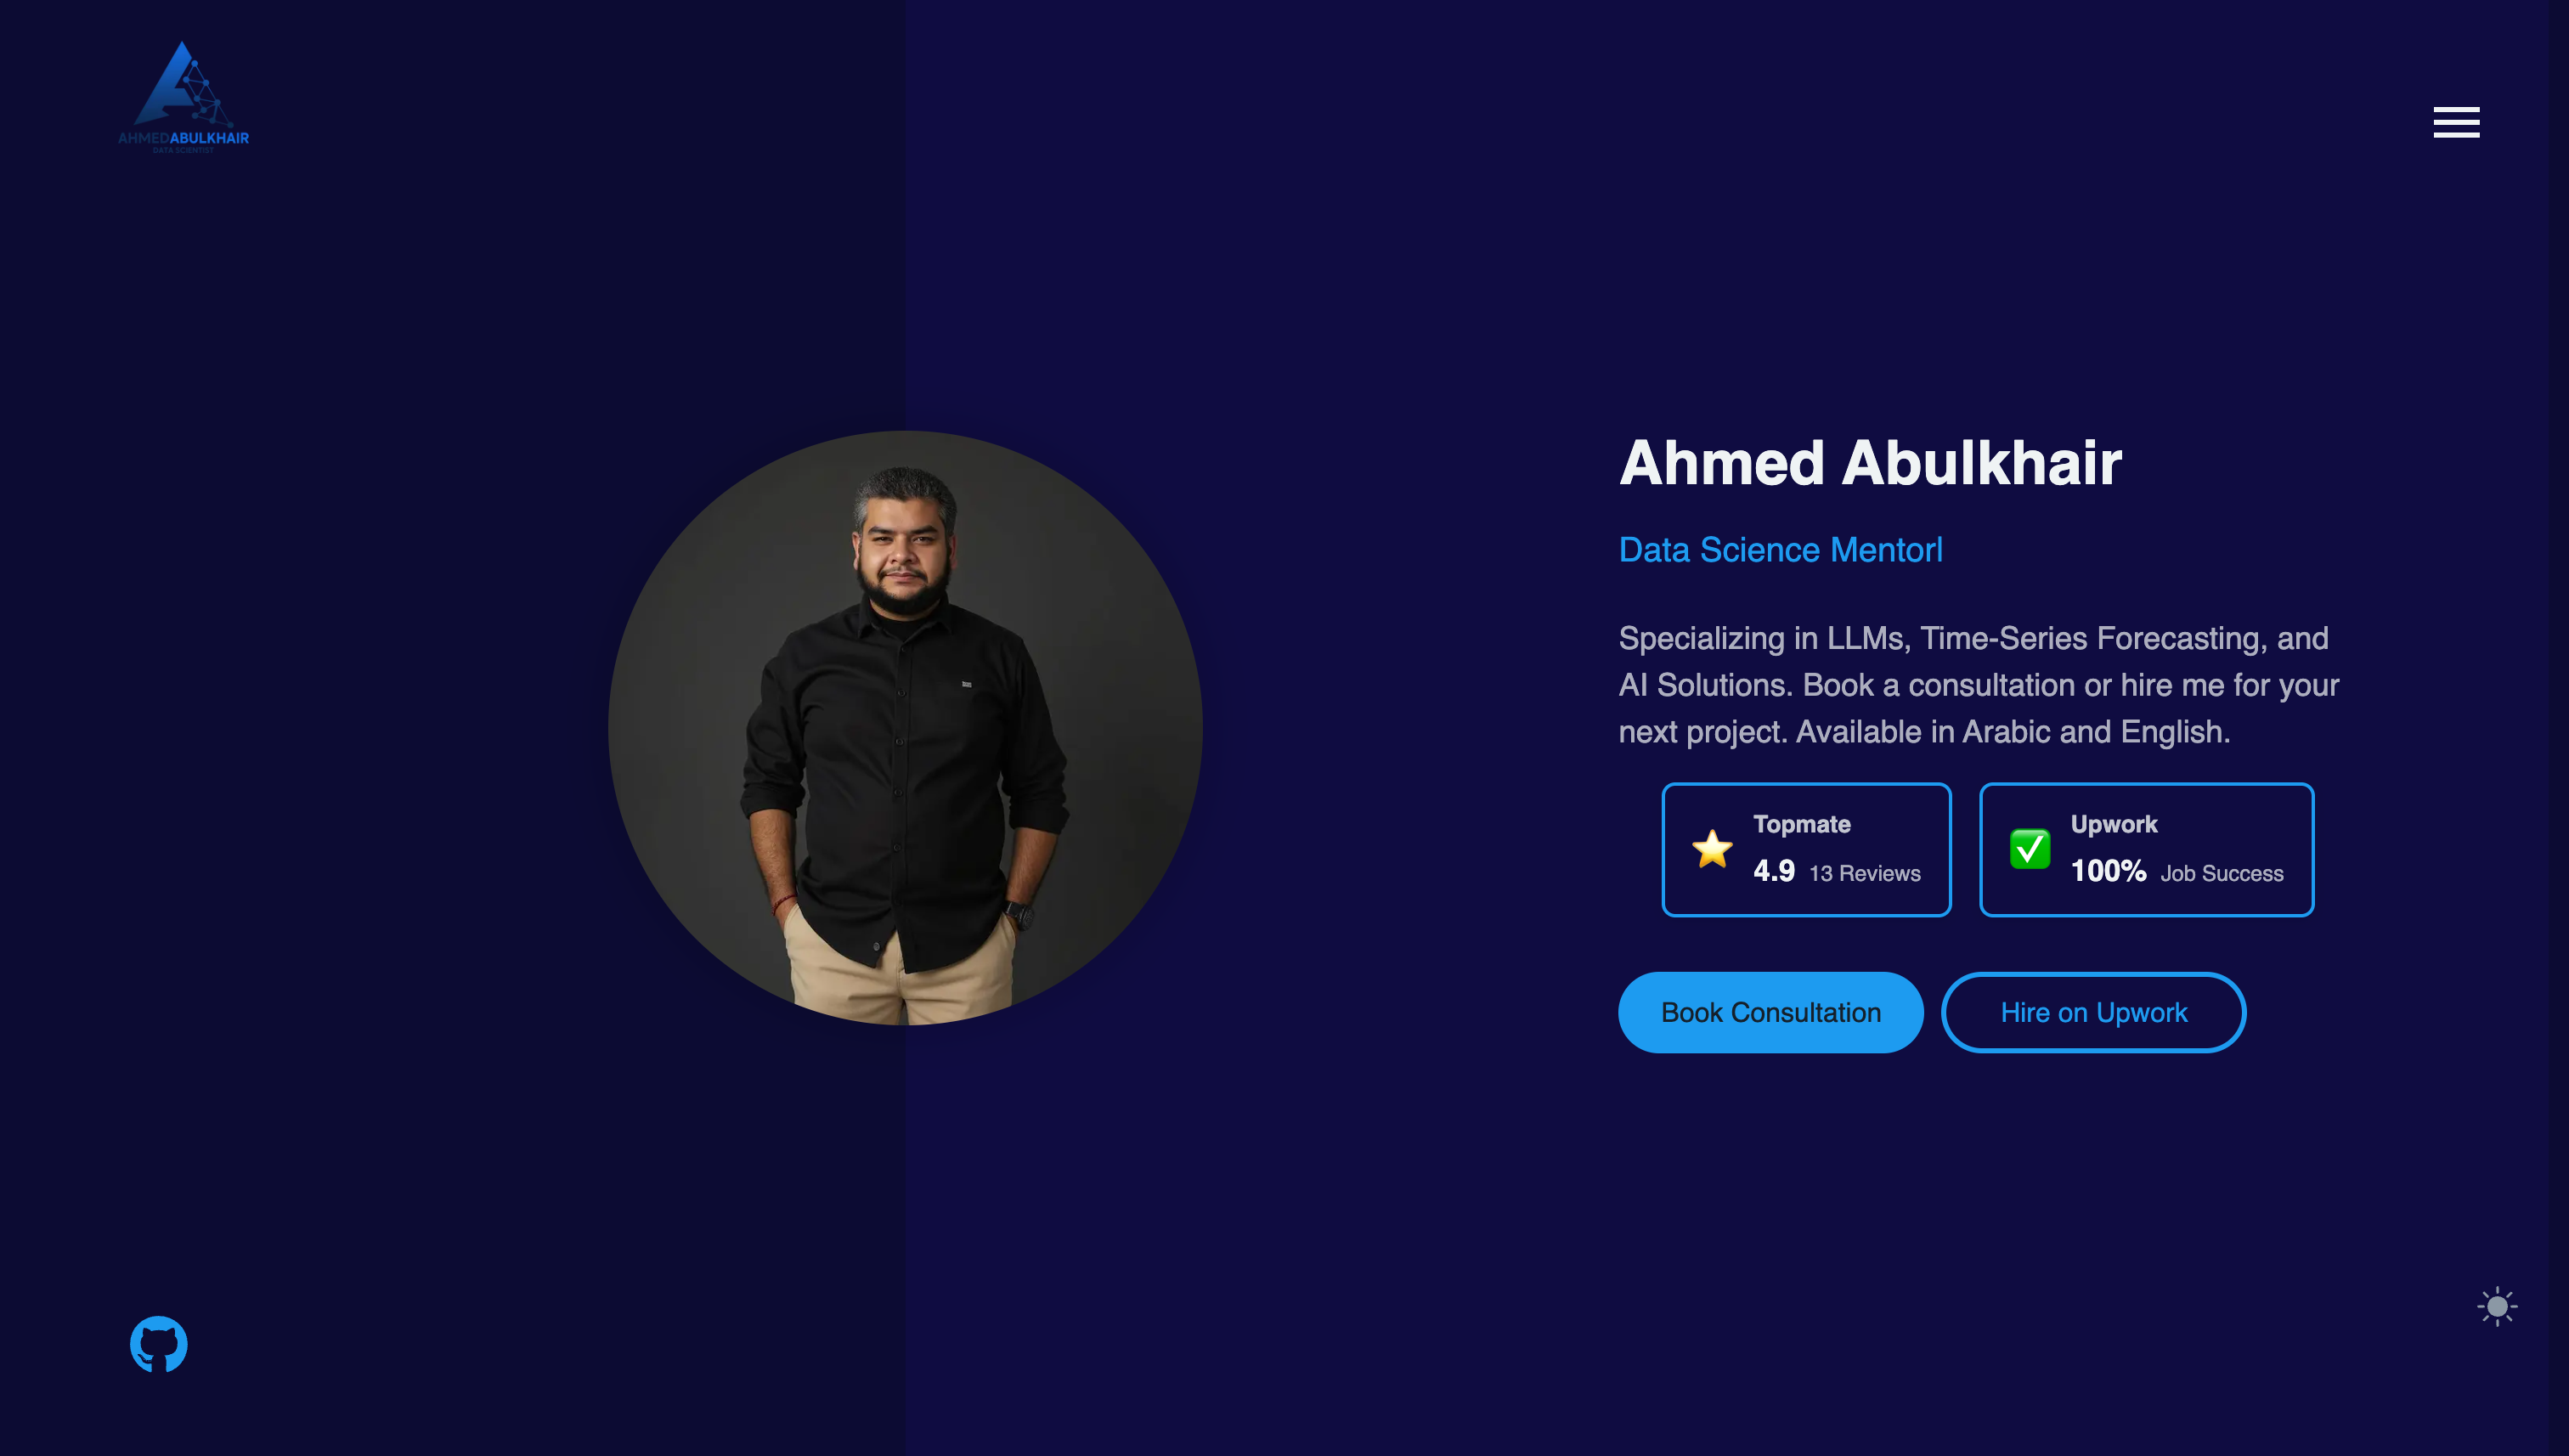 AHMEDABULKHAIR
DATA SCIENTIST
Ahmed Abulkhair
Data Science Mentor|
Specializing in LLMs, Time-Series Forecasting, and
AI Solutions. Book a consultation or hire me for your
next project. Available in Arabic and English.
Topmate
4.9 13 Reviews
Upwork
100% Job Success
Book Consultation
Hire on Upwork